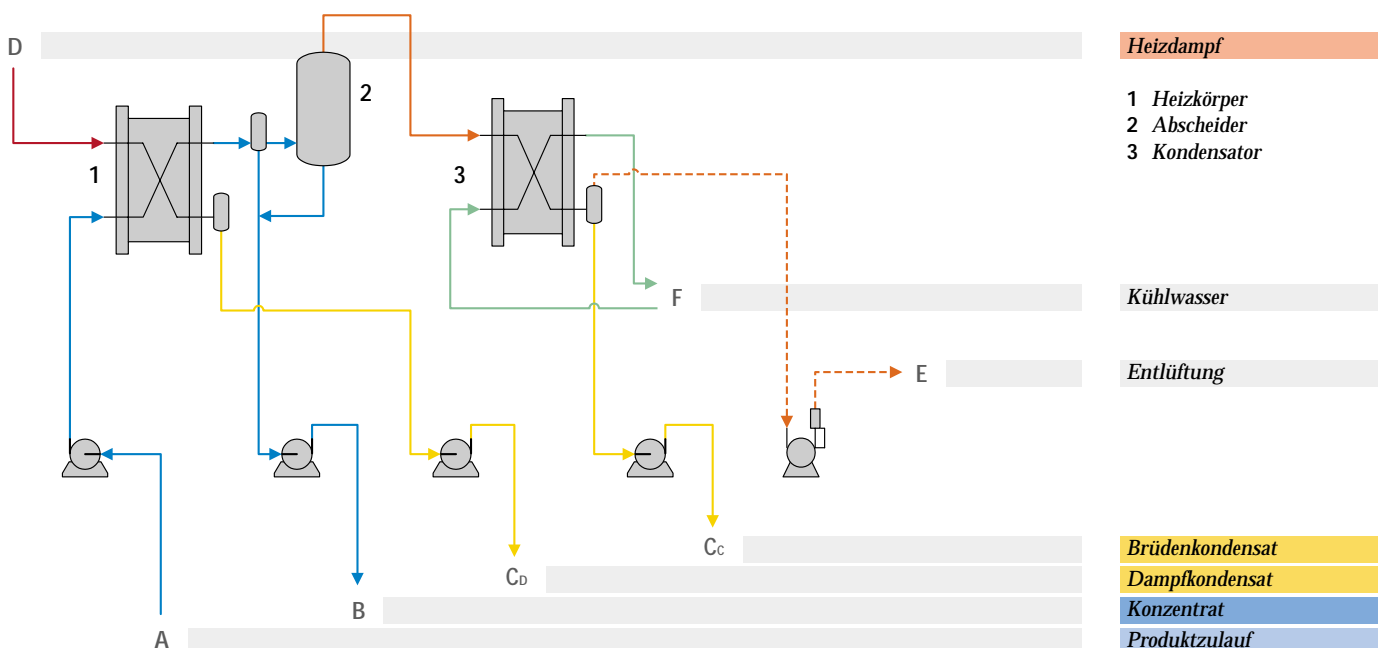 D
Heizdampf
1 Heizkörper
2 Abscheider
3 Kondensator
2
1
3
F
Kühlwasser
E
Entlüftung
CC
Brüdenkondensat
CD
Dampfkondensat
B
Konzentrat
A
Produktzulauf